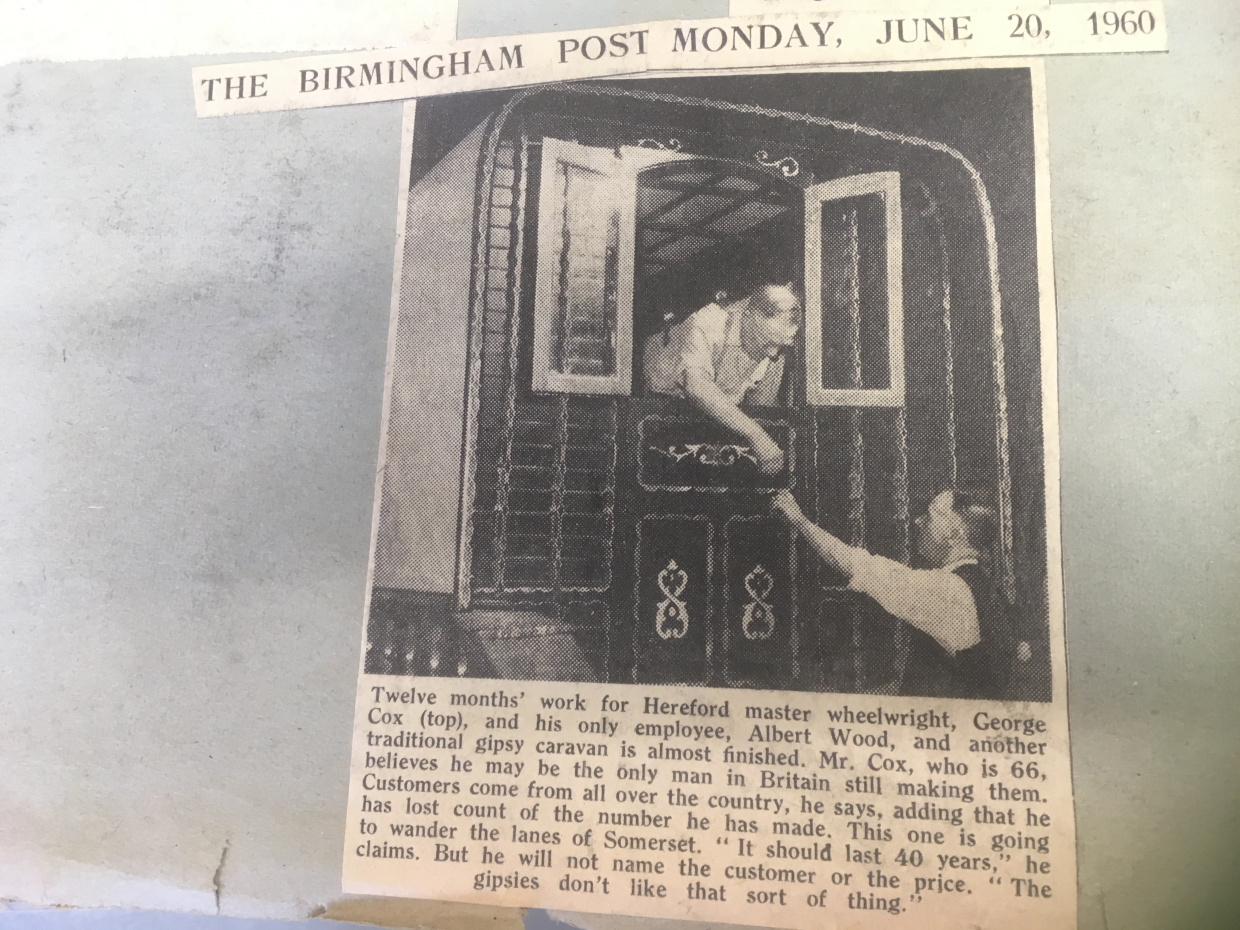 THE BIRMINGHAM POST MONDAY, JUNE 20, 1960
Twelve months' work for Hereford master wheelwright, George
Cox (top), and his only employee, Albert Wood, and another
traditional gipsy caravan is almost finished. Mr. Cox, who is 66,
believes he may be the only man in Britain still making them.
Customers come from all over the country, he says, adding that he
has lost count of the number he has made. This one is going
to wander the lanes of Somerset. "It should last 40 years," he
claims. But he will not name the customer or the price. "The
gipsies don't like that sort of thing."